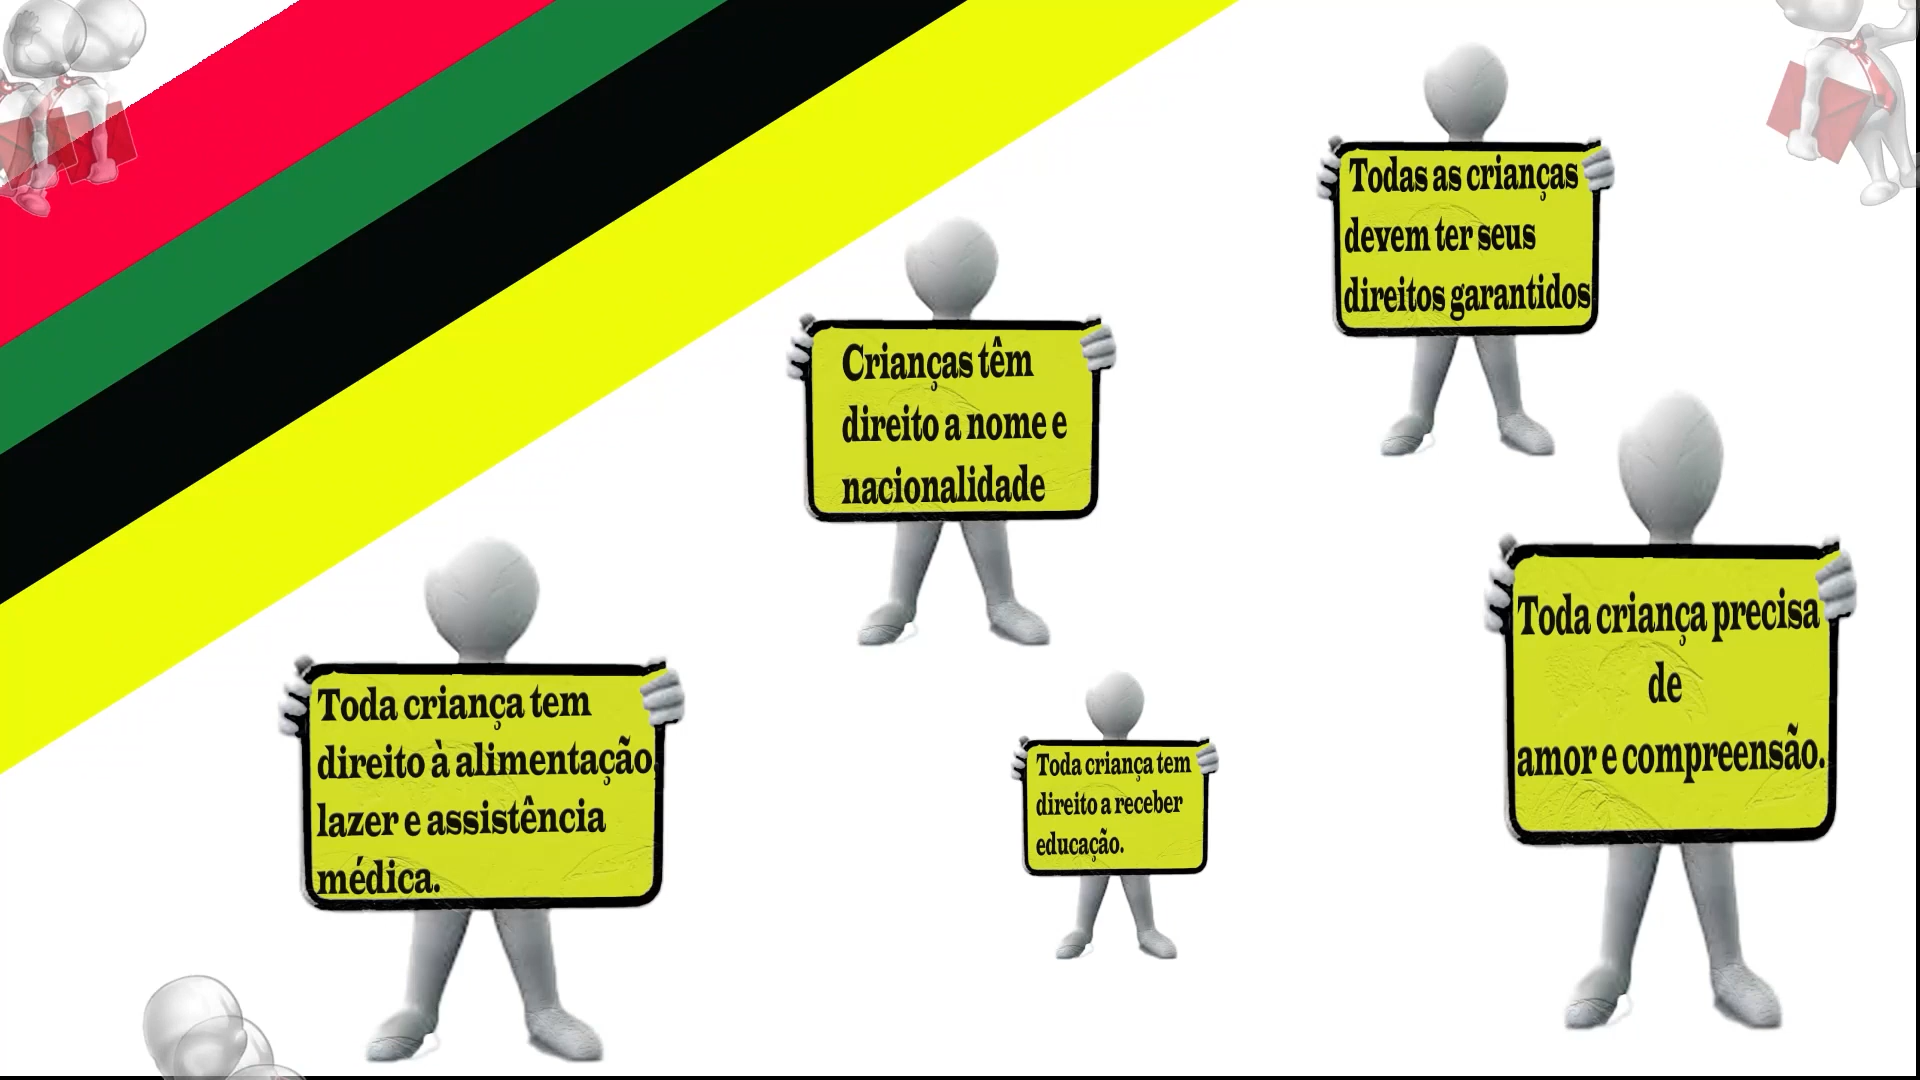 Todas as crianças
devem ter seus
direitos garantidos
Crianças têm
direito a nome e
nacionalidade
Toda criança precisa
de
amor e compreensão.
Toda criança tem
direito à alimentação,
lazer e assistência
médica.
Toda criança tem
direito a receber
educação.